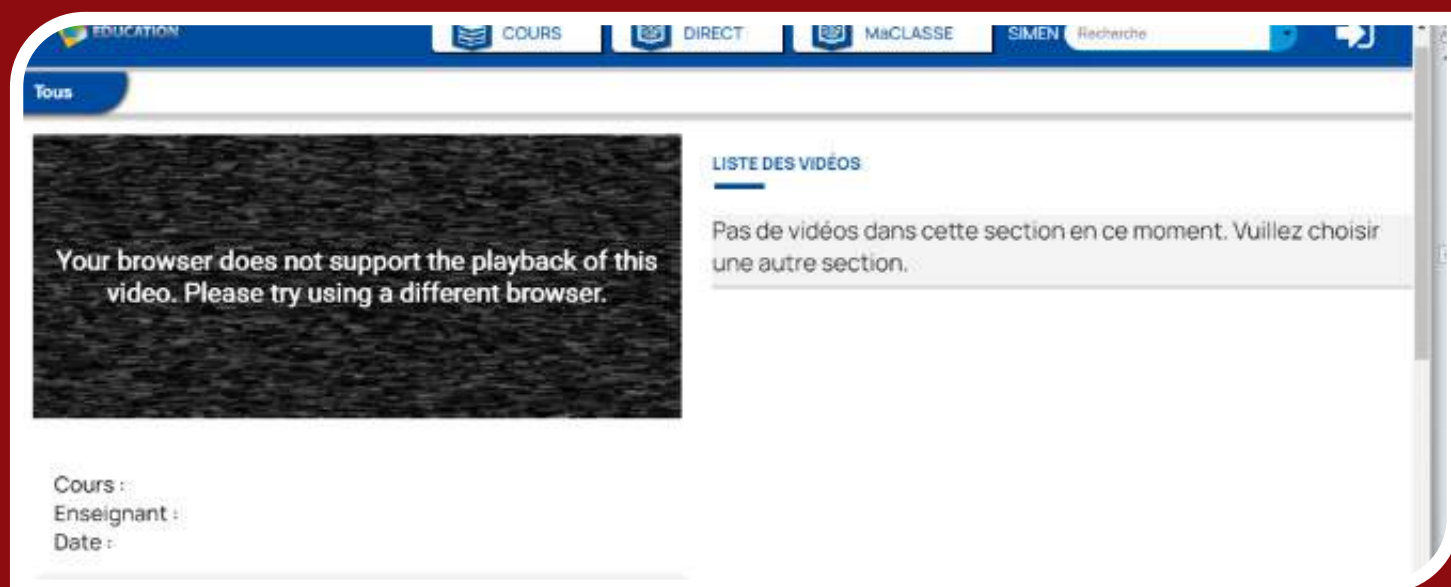 EDUCATION
COURS
DIRECT
MaCLASSE
SIMEN
Recherche
Tous
Your browser does not support the playback of this
video. Please try using a different browser.
LISTE DES VIDÉOS
Pas de vidéos dans cette section en ce moment. Vuillez choisir
une autre section.
Cours :
Enseignant :
Date :